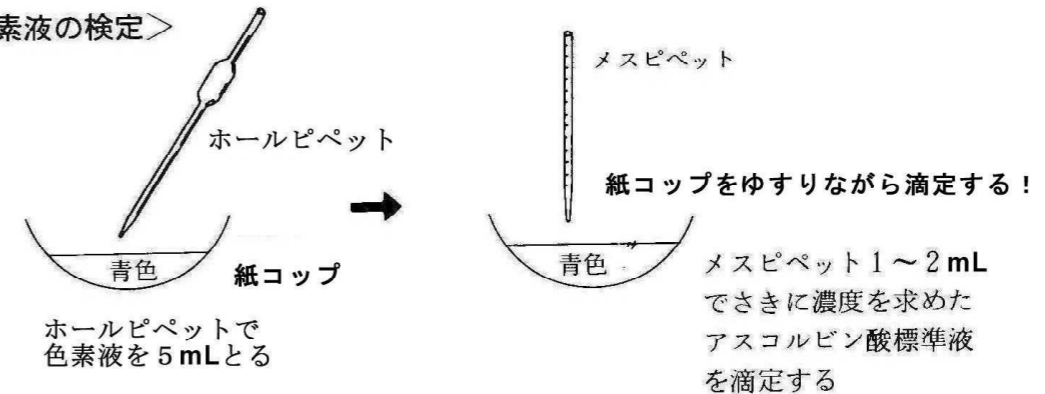 素液の検定＞
ホールピペット
青色
紙コップ
ホールピペットで
色素液を５mLとる
メスピペット
紙コップをゆすりながら滴定する！
青色
メスピペット１～２mL
でさきに濃度を求めた
アスコルビン酸標準液
を滴定する